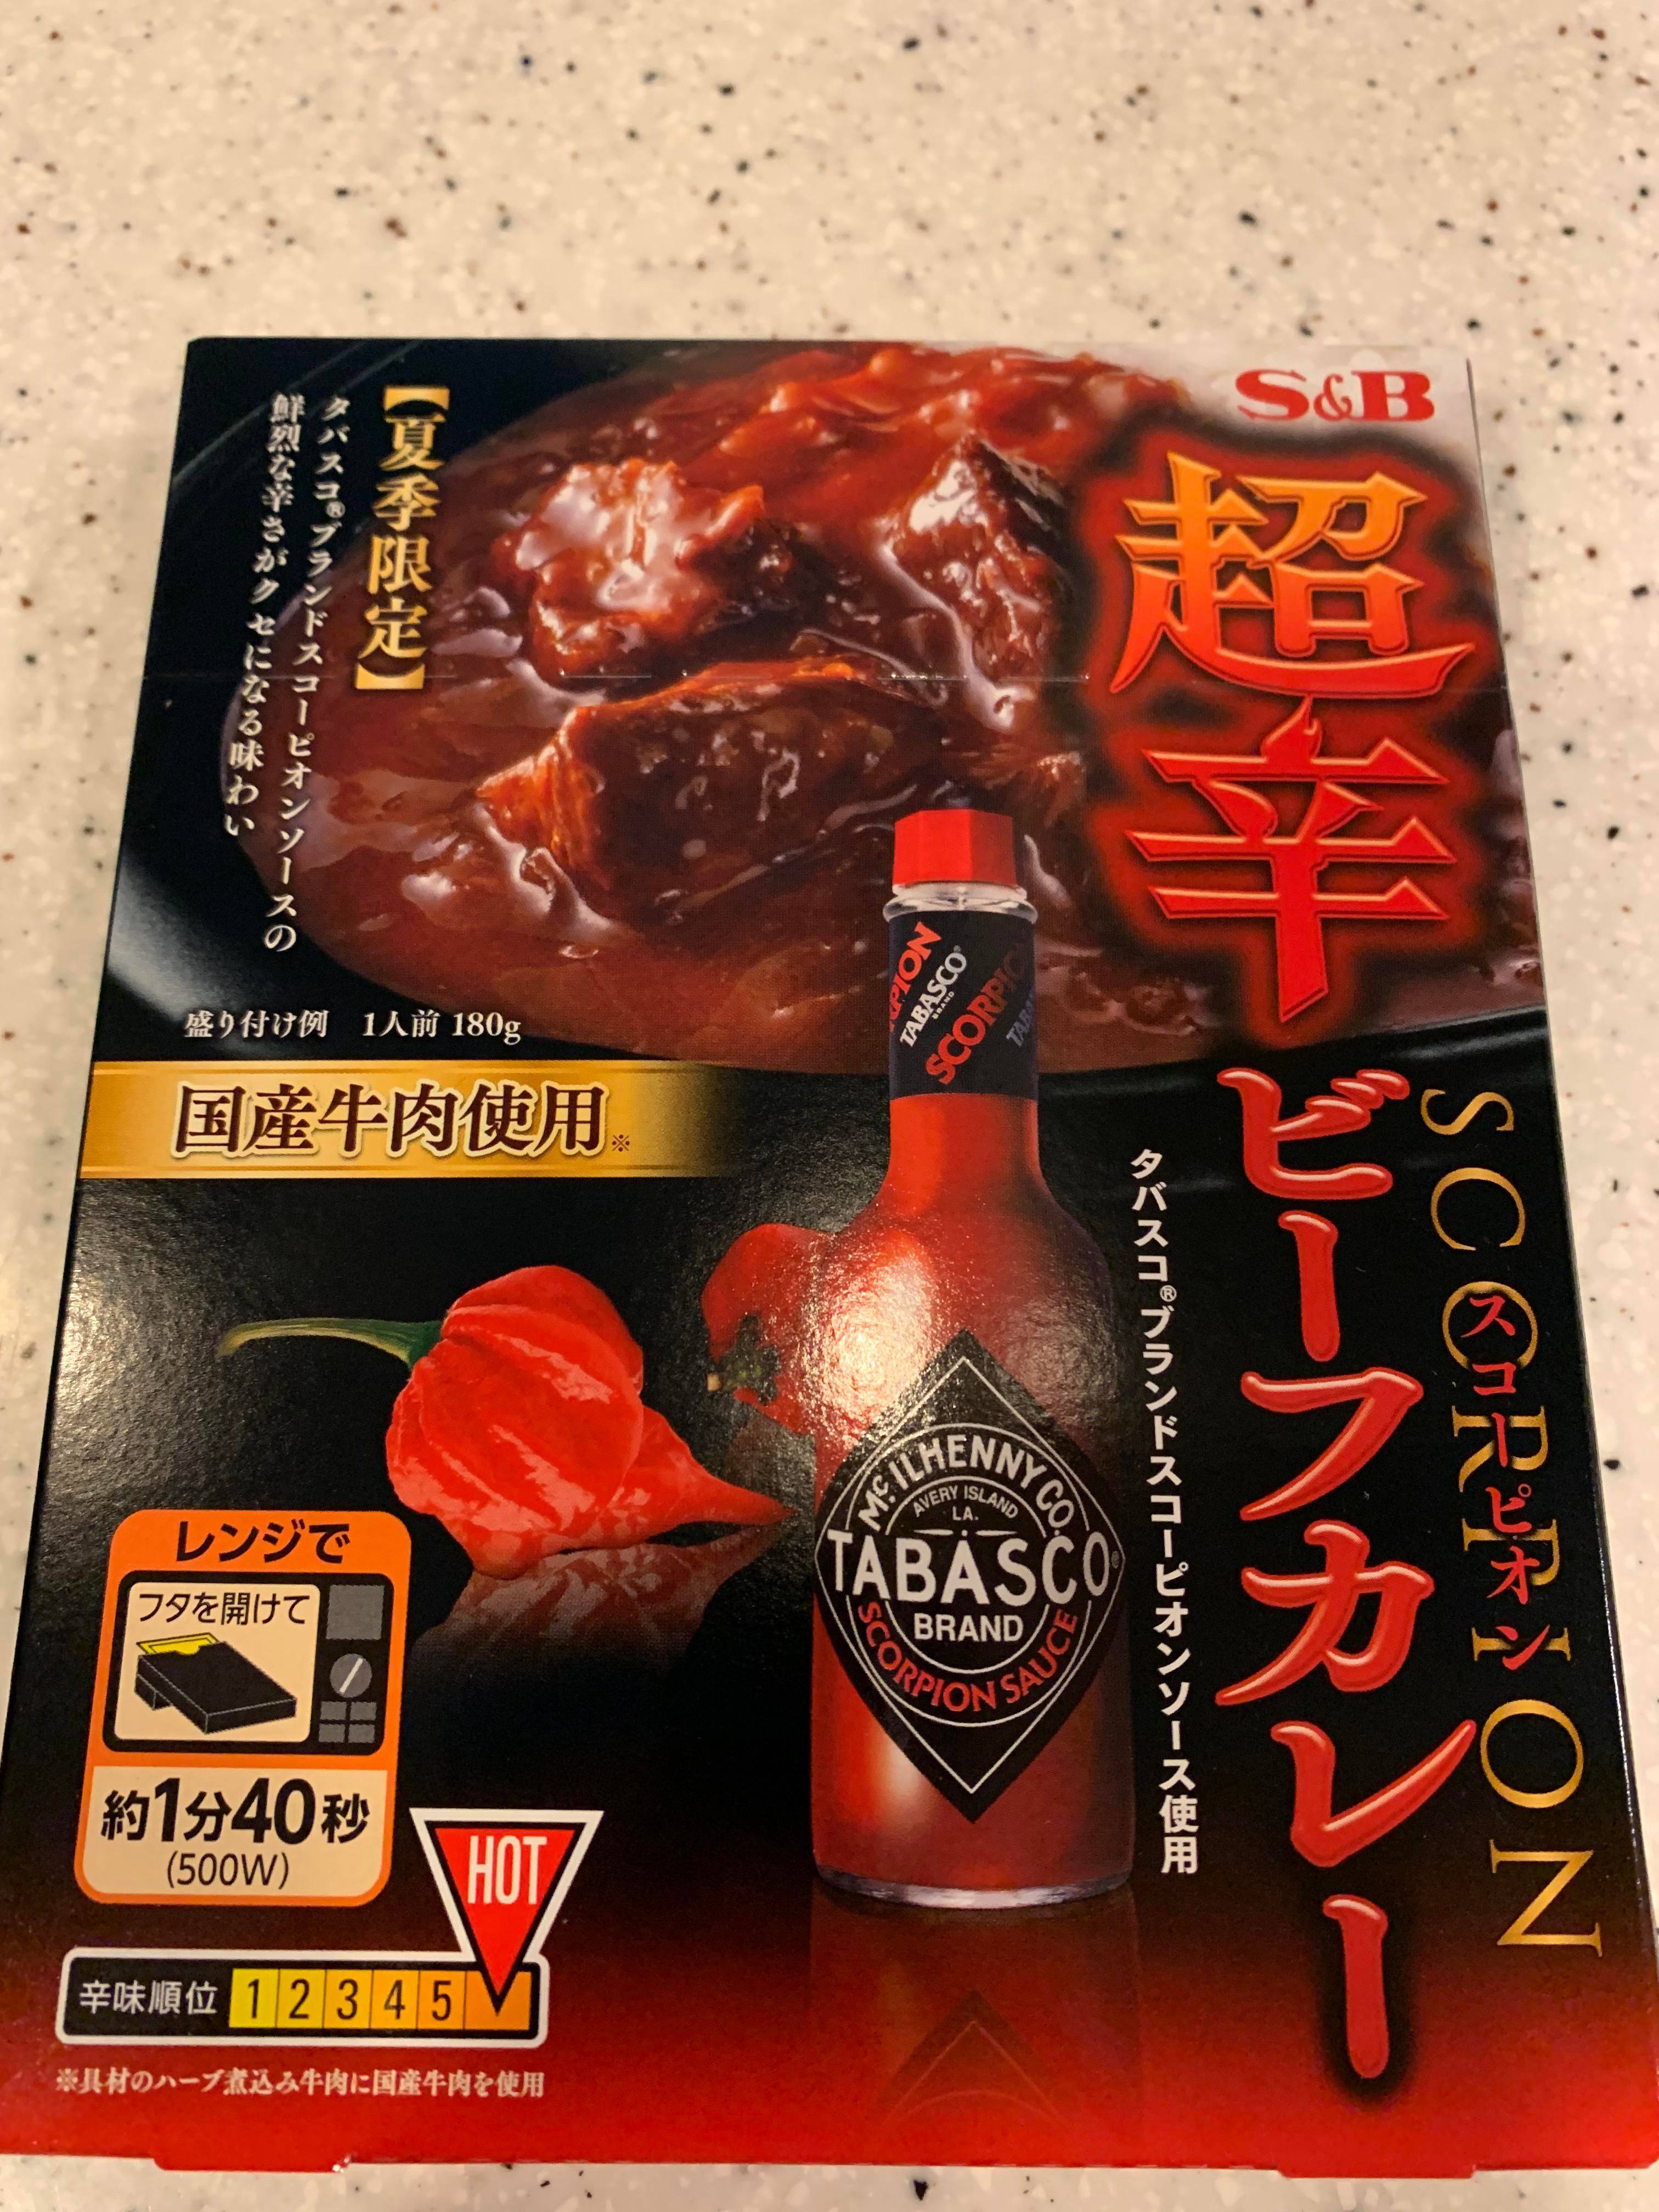 S&B
超辛
ビーフカレー
SCORPION
スコーピオン
タバスコ®ブランドスコーピオンソース使用
【夏季限定】
タバスコ®ブランドスコーピオンソースの
鮮烈な辛さがクセになる味わい
盛り付け例 1人前 180g
国産牛肉使用※
SCORPION
TABASCO®
BRAND
McILHENNY CO.
AVERY ISLAND
LA.
TABASCO®
BRAND
SCORPION SAUCE
レンジで
フタを開けて
約1分40秒
(500W)
HOT
辛味順位 1 2 3 4 5
※具材のハーブ煮込み牛肉に国産牛肉を使用